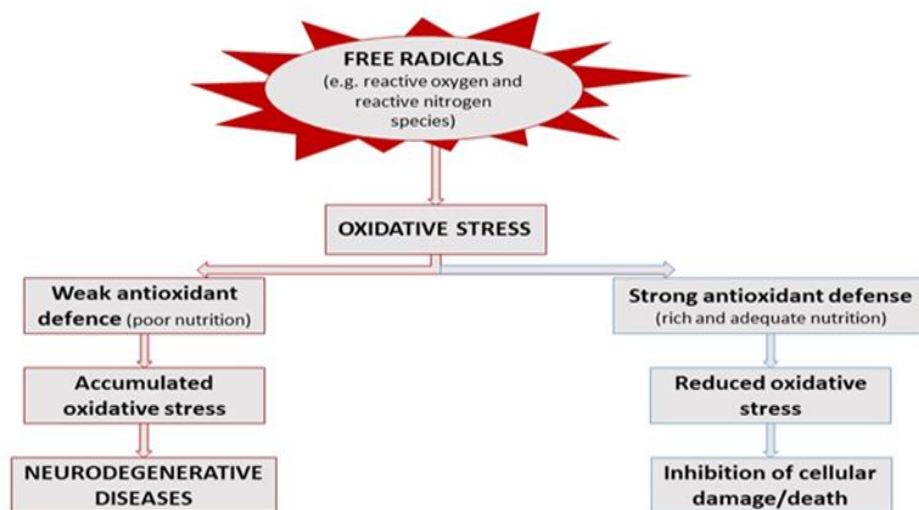 FREE RADICALS
(e.g. reactive oxygen and
reactive nitrogen
species)
OXIDATIVE STRESS
Weak antioxidant
defence (poor nutrition)
Strong antioxidant defense
(rich and adequate nutrition)
Accumulated
oxidative stress
Reduced oxidative
stress
NEURODEGENERATIVE
DISEASES
Inhibition of cellular
damage/death